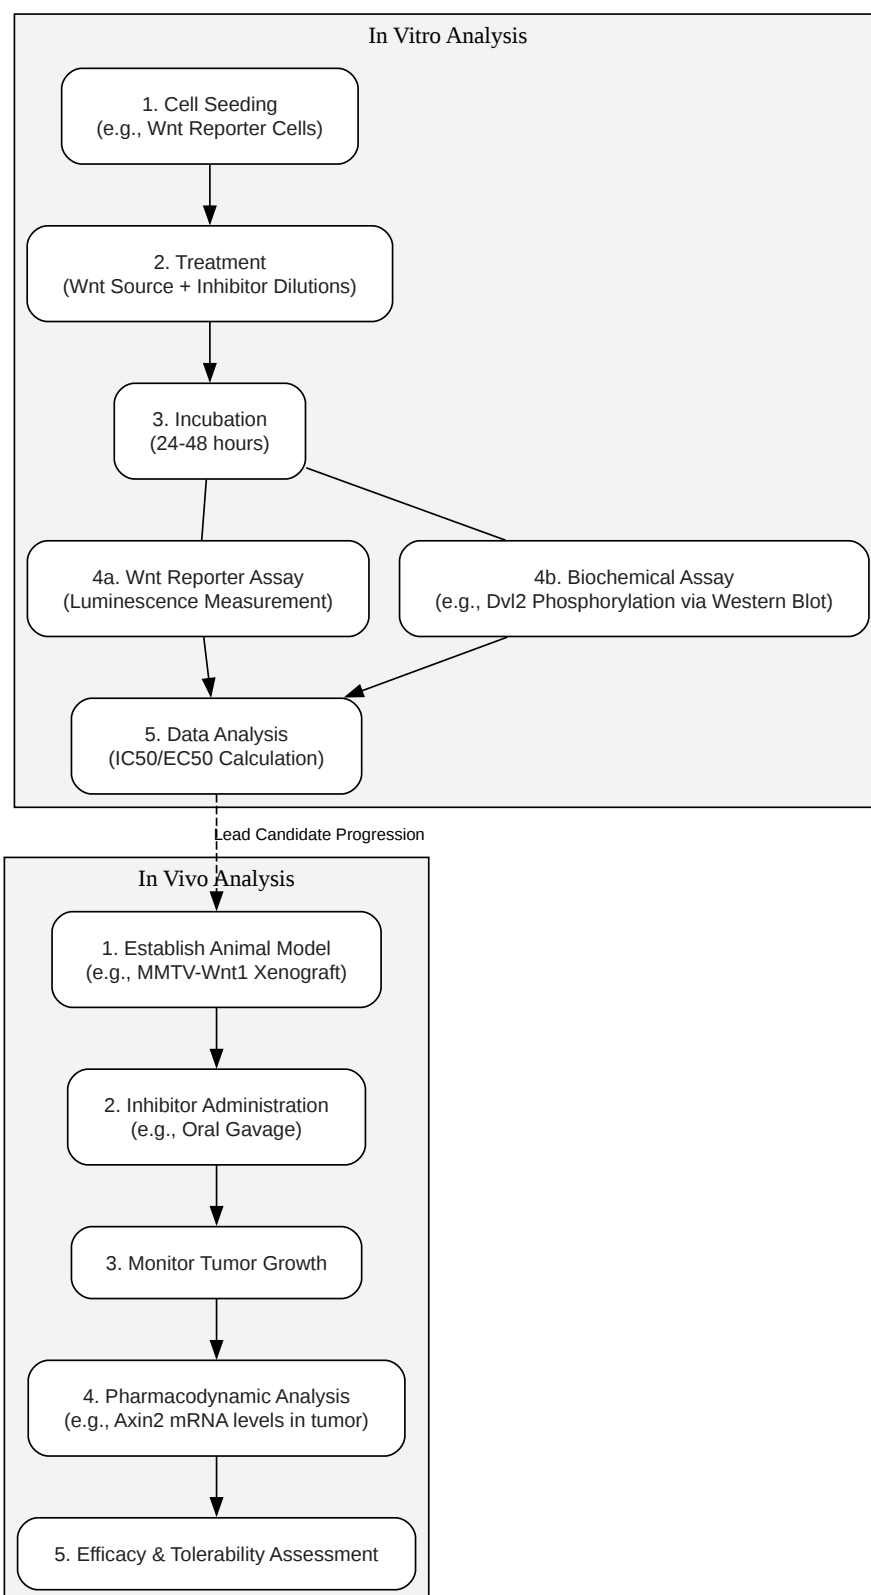 In Vitro Analysis
1. Cell Seeding
(e.g., Wnt Reporter Cells)
2. Treatment
(Wnt Source + Inhibitor Dilutions)
3. Incubation
(24-48 hours)
4a. Wnt Reporter Assay
(Luminescence Measurement)
4b. Biochemical Assay
(e.g., Dvl2 Phosphorylation via Western Blot)
5. Data Analysis
(IC50/EC50 Calculation)
Lead Candidate Progression
In Vivo Analysis
1. Establish Animal Model
(e.g., MMTV-Wnt1 Xenograft)
2. Inhibitor Administration
(e.g., Oral Gavage)
3. Monitor Tumor Growth
4. Pharmacodynamic Analysis
(e.g., Axin2 mRNA levels in tumor)
5. Efficacy & Tolerability Assessment